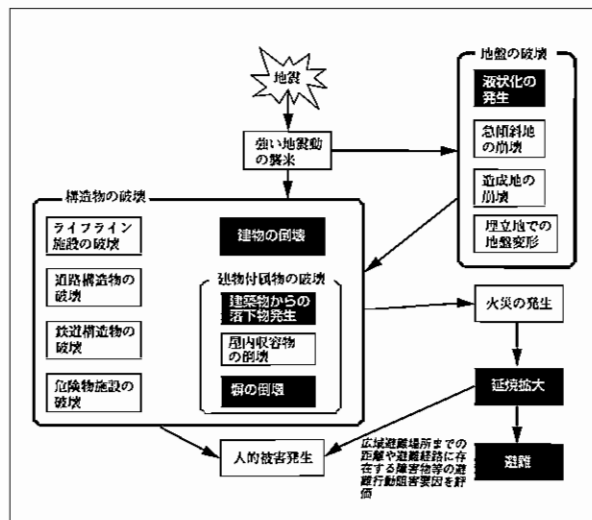 地震
強い地震動
の襲来
地盤の破壊
液状化の
発生
急傾斜地
の崩壊
造成地の
崩壊
埋立地での
地盤変形
構造物の破壊
ライフライン
施設の破壊
道路構造物の
破壊
鉄道構造物の
破壊
危険物施設の
破壊
建物の倒壊
建物付属物の破壊
建築物からの
落下物発生
屋内収容物
の倒壊
塀の倒壊
火災の発生
延焼拡大
避難
人的被害発生
広域避難場所までの
距離や避難経路に存
在する障害物等の避
難行動阻害要因を評
価